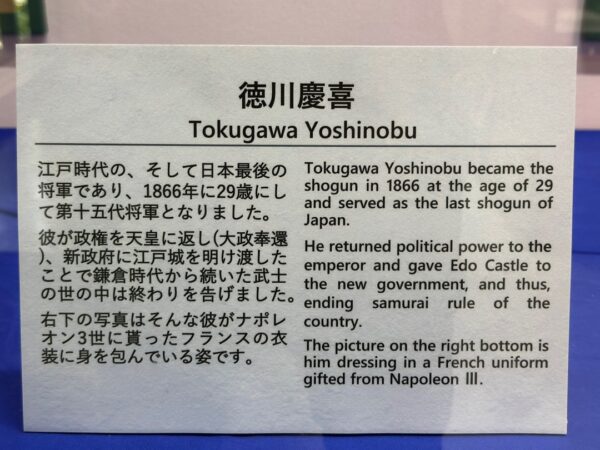 徳川慶喜
Tokugawa Yoshinobu
江戸時代の、そして日本最後の
将軍であり、1866年に29歳にし
て第十五代将軍となりました。
彼が政権を天皇に返し(大政奉還
)、新政府に江戸城を明け渡した
ことで鎌倉時代から続いた武士
の世の中は終わりを告げました。
右下の写真はそんな彼がナポレ
オン3世に貰ったフランスの衣
装に身を包んでいる姿です。
Tokugawa Yoshinobu became the
shogun in 1866 at the age of 29
and served as the last shogun of
Japan.
He returned political power to the
emperor and gave Edo Castle to
the new government, and thus,
ending samurai rule of the
country.
The picture on the right bottom is
him dressing in a French uniform
gifted from Napoleon Ⅲ.